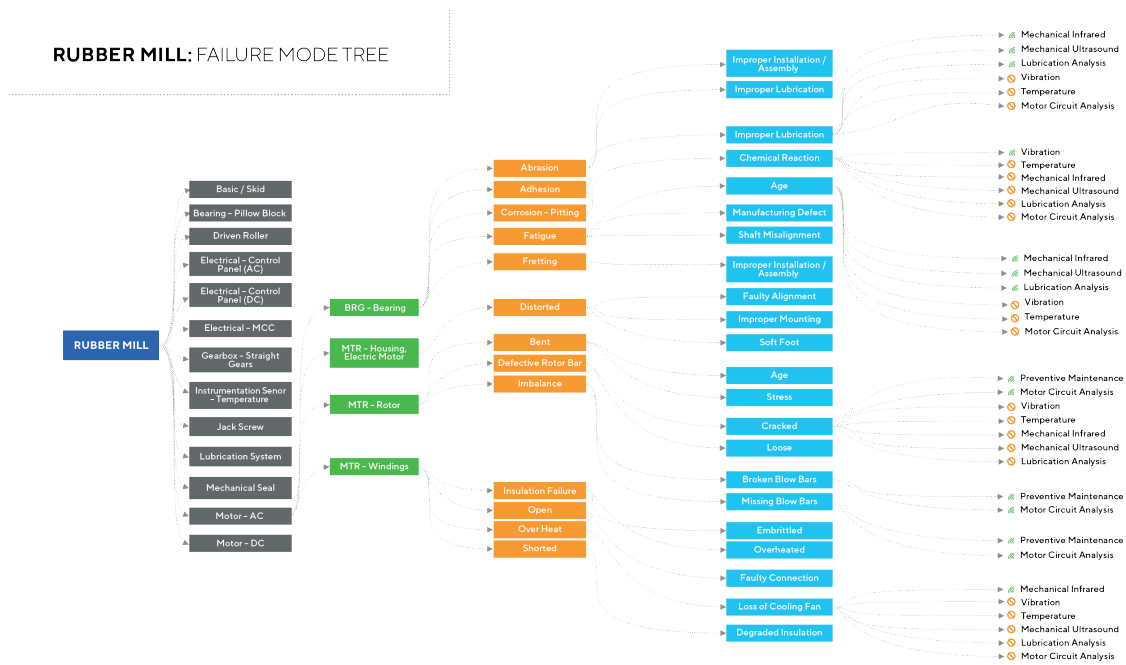 RUBBER MILL: FAILURE MODE TREE
RUBBER MILL
Basic / Skid
Bearing – Pillow Block
Driven Roller
Electrical – Control
Panel (AC)
Electrical – Control
Panel (DC)
Electrical – MCC
Gearbox – Straight
Gears
Instrumentation Senor
– Temperature
Jack Screw
Lubrication System
Mechanical Seal
Motor – AC
Motor – DC
BRG – Bearing
MTR – Housing,
Electric Motor
MTR – Rotor
MTR – Windings
Abrasion
Adhesion
Corrosion – Pitting
Fatigue
Fretting
Distorted
Bent
Defective Rotor Bar
Imbalance
Insulation Failure
Open
Over Heat
Shorted
Improper Installation /
Assembly
Improper Lubrication
Improper Lubrication
Chemical Reaction
Age
Manufacturing Defect
Shaft Misalignment
Improper Installation /
Assembly
Faulty Alignment
Improper Mounting
Soft Foot
Age
Stress
Cracked
Loose
Broken Blow Bars
Missing Blow Bars
Embrittled
Overheated
Faulty Connection
Loss of Cooling Fan
Degraded Insulation
Mechanical Infrared
Mechanical Ultrasound
Lubrication Analysis
Vibration
Temperature
Motor Circuit Analysis
Vibration
Temperature
Mechanical Infrared
Mechanical Ultrasound
Lubrication Analysis
Motor Circuit Analysis
Mechanical Infrared
Mechanical Ultrasound
Lubrication Analysis
Vibration
Temperature
Motor Circuit Analysis
Preventive Maintenance
Motor Circuit Analysis
Vibration
Temperature
Mechanical Infrared
Mechanical Ultrasound
Lubrication Analysis
Preventive Maintenance
Motor Circuit Analysis
Preventive Maintenance
Motor Circuit Analysis
Mechanical Infrared
Vibration
Temperature
Mechanical Ultrasound
Lubrication Analysis
Motor Circuit Analysis